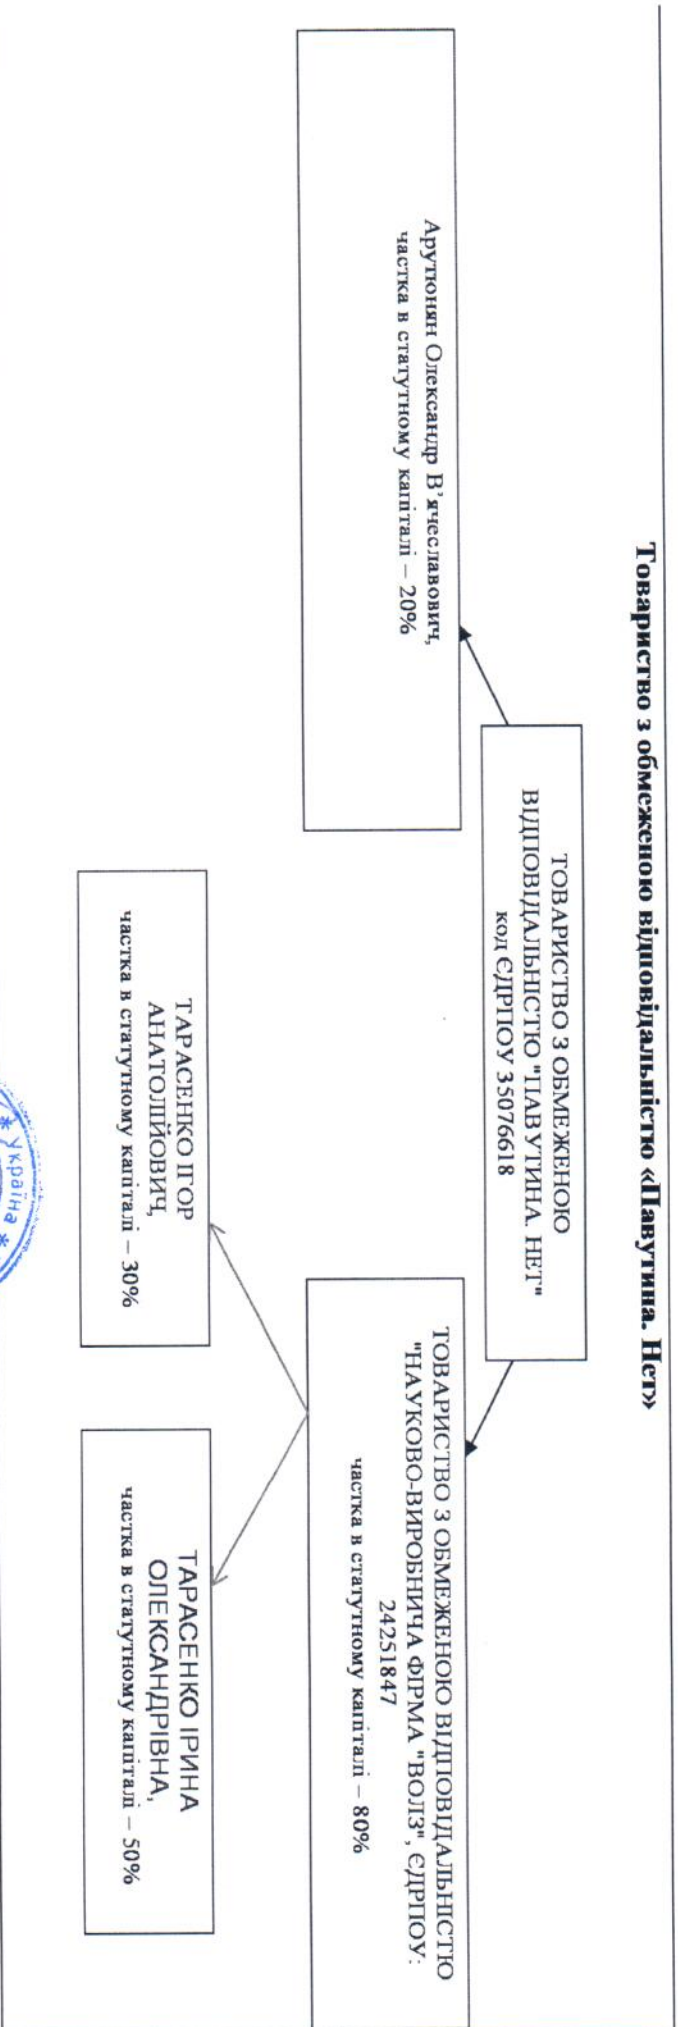 Товариство з обмеженою відповідальністю «Павутина. Нет»
ТОВАРИСТВО З ОБМЕЖЕНОЮ
ВІДПОВІДАЛЬНІСТЮ "ПАВУТИНА. НЕТ"
код ЄДРПОУ 35076618
Арутюнян Олександр В’ячеславович,
частка в статутному капіталі – 20%
ТОВАРИСТВО З ОБМЕЖЕНОЮ ВІДПОВІДАЛЬНІСТЮ
"НАУКОВО-ВИРОБНИЧА ФІРМА "ВОЛЗ", ЄДРПОУ:
24251847
частка в статутному капіталі – 80%
ТАРАСЕНКО ІГОР
АНАТОЛІЙОВИЧ,
частка в статутному капіталі – 30%
ТАРАСЕНКО ІРИНА
ОЛЕКСАНДРІВНА,
частка в статутному капіталі – 50%
* Україна *